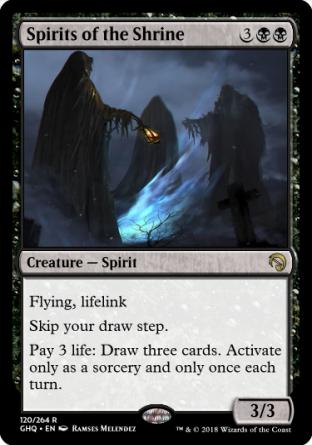 Spirits of the Shrine 3
Creature — Spirit
Flying, lifelink
Skip your draw step.
Pay 3 life: Draw three cards. Activate
only as a sorcery and only once each
turn.
3/3
120/264 R
GHQ • EN RAMSES MELENDEZ
™ & © 2018 Wizards of the Coast